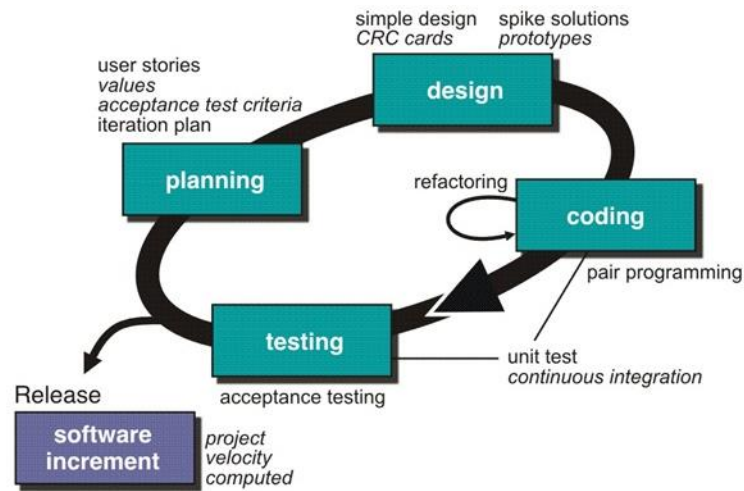 simple design
CRC cards
spike solutions
prototypes
user stories
values
acceptance test criteria
iteration plan
design
planning
refactoring
coding
pair programming
testing
unit test
continuous integration
acceptance testing
Release
software
increment
project
velocity
computed